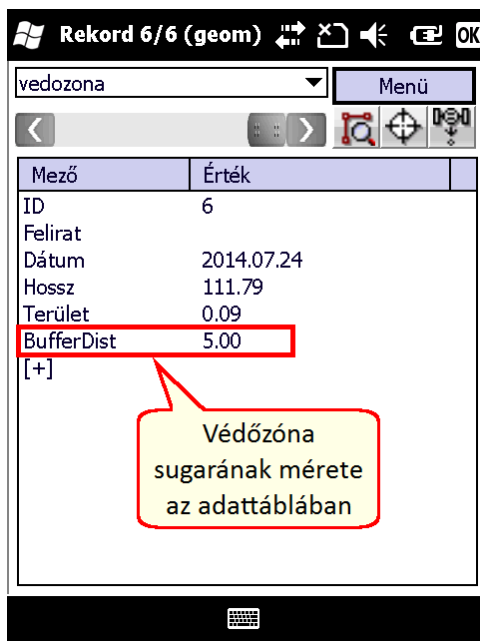 Rekord 6/6 (geom) OK
vedozona Menü
Mező Érték
ID 6
Felirat
Dátum 2014.07.24
Hossz 111.79
Terület 0.09
BufferDist 5.00
[+]
Védőzóna
sugarának mérete
az adattáblában